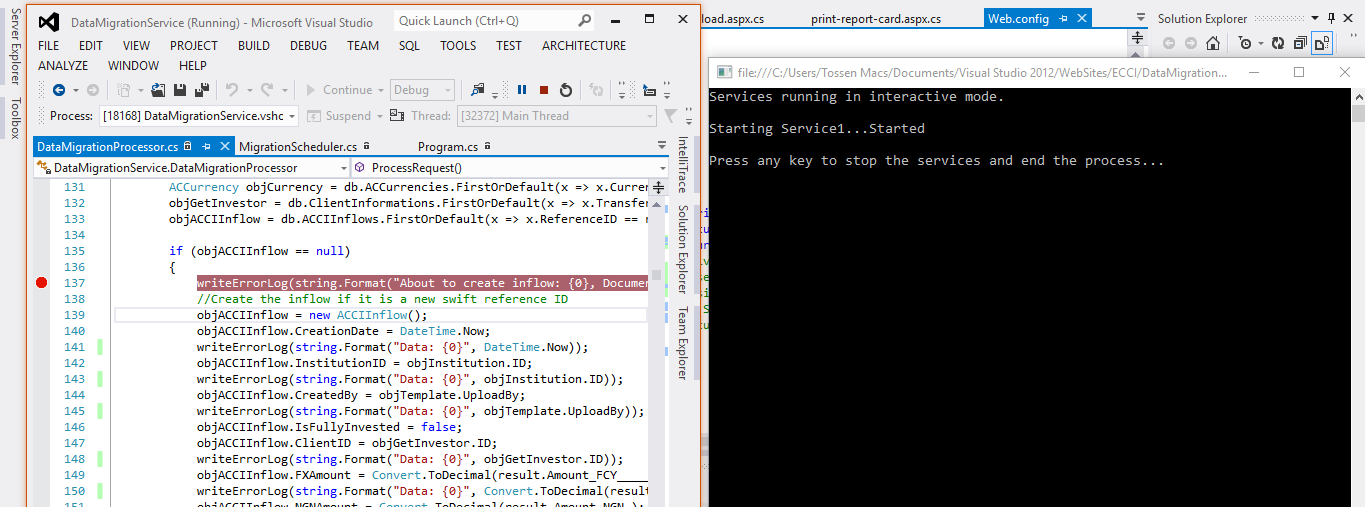 DataMigrationService (Running) - Microsoft Visual Studio
Quick Launch (Ctrl+Q)
FILE EDIT VIEW PROJECT BUILD DEBUG TEAM SQL TOOLS TEST ARCHITECTURE
ANALYZE WINDOW HELP
Continue Debug
Process: [18168] DataMigrationService.vshc Suspend Thread: [32372] Main Thread
DataMigrationProcessor.cs MigrationScheduler.cs Program.cs
DataMigrationService.DataMigrationProcessor ProcessRequest()
131 ACCurrency objCurrency = db.ACCurrencies.FirstOrDefault(x => x.Curren
132 objGetInvestor = db.ClientInformations.FirstOrDefault(x => x.Transfer
133 objACCIInflow = db.ACCIInflows.FirstOrDefault(x => x.ReferenceID == r
134
135 if (objACCIInflow == null)
136 {
137 writeErrorLog(string.Format("About to create inflow: {0}, Documen
138 //Create the inflow if it is a new swift reference ID
139 objACCIInflow = new ACCIInflow();
140 objACCIInflow.CreationDate = DateTime.Now;
141 writeErrorLog(string.Format("Data: {0}", DateTime.Now));
142 objACCIInflow.InstitutionID = objInstitution.ID;
143 writeErrorLog(string.Format("Data: {0}", objInstitution.ID));
144 objACCIInflow.CreatedBy = objTemplate.UploadBy;
145 writeErrorLog(string.Format("Data: {0}", objTemplate.UploadBy));
146 objACCIInflow.IsFullyInvested = false;
147 objACCIInflow.ClientID = objGetInvestor.ID;
148 writeErrorLog(string.Format("Data: {0}", objGetInvestor.ID));
149 objACCIInflow.FXAmount = Convert.ToDecimal(result.Amount_FCY____
150 writeErrorLog(string.Format("Data: {0}", Convert.ToDecimal(result
151 objACCIInflow.NGNAmount = Convert.ToDecimal(result.Amount_NGN_);
Server Explorer
Toolbox
IntelliTrace
Solution Explorer
Team Explorer
load.aspx.cs print-report-card.aspx.cs Web.config
Solution Explorer
file:///C:/Users/Tossen Macs/Documents/Visual Studio 2012/WebSites/ECCI/DataMigration...
Services running in interactive mode.
Starting Service1...Started
Press any key to stop the services and end the process...